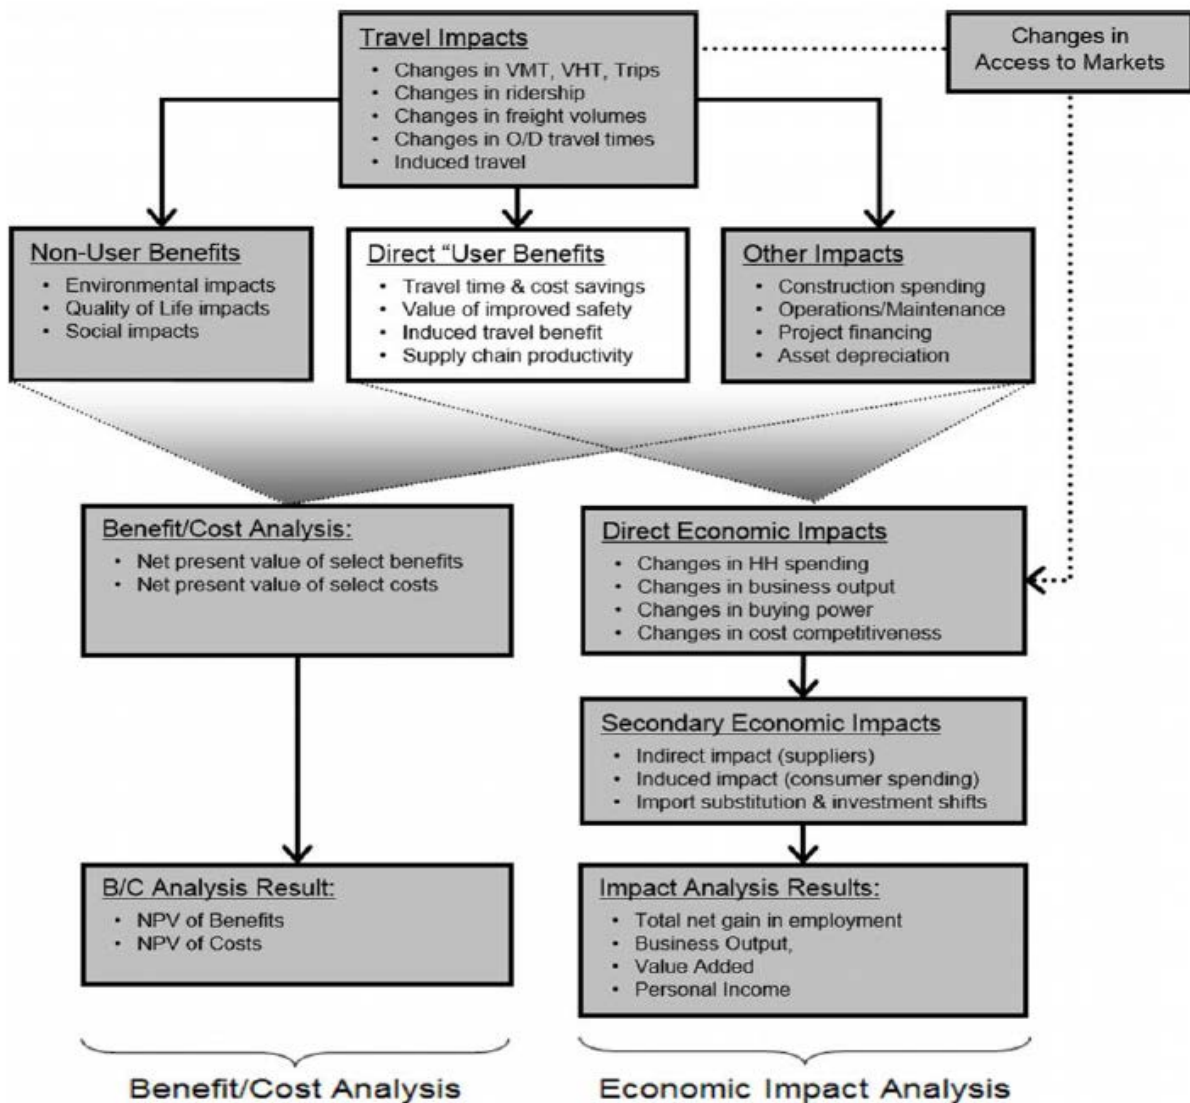 Travel Impacts
• Changes in VMT, VHT, Trips
• Changes in ridership
• Changes in freight volumes
• Changes in O/D travel times
• Induced travel
Changes in
Access to Markets
Non-User Benefits
• Environmental impacts
• Quality of Life impacts
• Social impacts
Direct “User Benefits
• Travel time & cost savings
• Value of improved safety
• Induced travel benefit
• Supply chain productivity
Other Impacts
• Construction spending
• Operations/Maintenance
• Project financing
• Asset depreciation
Benefit/Cost Analysis:
• Net present value of select benefits
• Net present value of select costs
Direct Economic Impacts
• Changes in HH spending
• Changes in business output
• Changes in buying power
• Changes in cost competitiveness
Secondary Economic Impacts
• Indirect impact (suppliers)
• Induced impact (consumer spending)
• Import substitution & investment shifts
B/C Analysis Result:
• NPV of Benefits
• NPV of Costs
Impact Analysis Results:
• Total net gain in employment
• Business Output,
• Value Added
• Personal Income
Benefit/Cost Analysis
Economic Impact Analysis